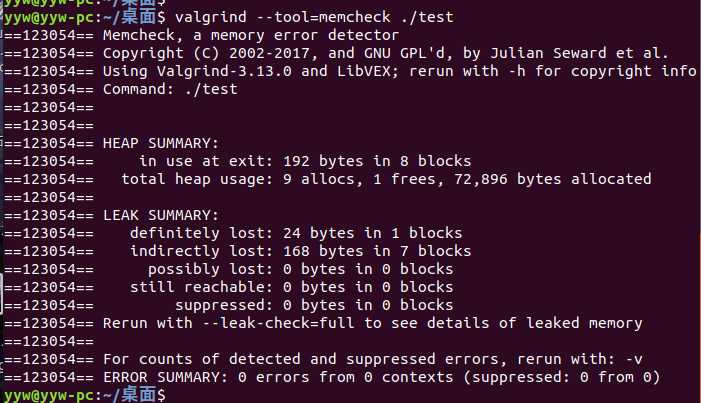 yyw@yyw-pc:~/桌面$ valgrind --tool=memcheck ./test
==123054== Memcheck, a memory error detector
==123054== Copyright (C) 2002-2017, and GNU GPL'd, by Julian Seward et al.
==123054== Using Valgrind-3.13.0 and LibVEX; rerun with -h for copyright info
==123054== Command: ./test
==123054==
==123054==
==123054== HEAP SUMMARY:
==123054==     in use at exit: 192 bytes in 8 blocks
==123054==   total heap usage: 9 allocs, 1 frees, 72,896 bytes allocated
==123054==
==123054== LEAK SUMMARY:
==123054==    definitely lost: 24 bytes in 1 blocks
==123054==    indirectly lost: 168 bytes in 7 blocks
==123054==      possibly lost: 0 bytes in 0 blocks
==123054==    still reachable: 0 bytes in 0 blocks
==123054==         suppressed: 0 bytes in 0 blocks
==123054== Rerun with --leak-check=full to see details of leaked memory
==123054==
==123054== For counts of detected and suppressed errors, rerun with: -v
==123054== ERROR SUMMARY: 0 errors from 0 contexts (suppressed: 0 from 0)
yyw@yyw-pc:~/桌面$